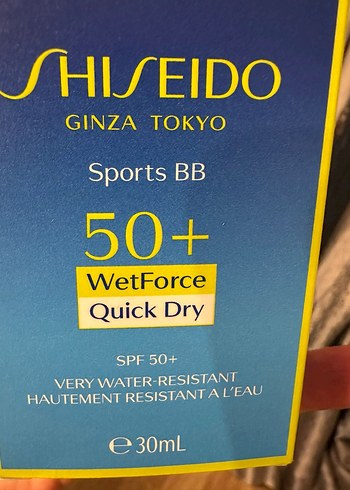 SHISEIDO
GINZA TOKYO
Sports BB
50+
WetForce
Quick Dry
SPF 50+
VERY WATER-RESISTANT
HAUTEMENT RESISTANT A L'EAU
℮30mL